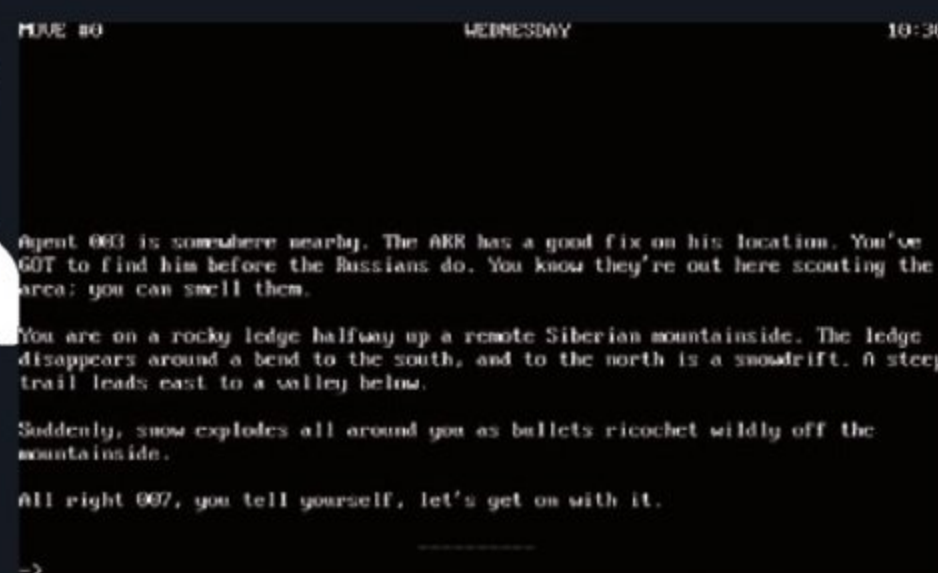 MOVE #0 WEDNESDAY 10:30
Agent 003 is somewhere nearby. The ARR has a good fix on his location. You've
GOT to find him before the Russians do. You know they're out here scouting the
area; you can smell them.
You are on a rocky ledge halfway up a remote Siberian mountainside. The ledge
disappears around a bend to the south, and to the north is a snowdrift. A steep
trail leads east to a valley below.
Suddenly, snow explodes all around you as bullets ricochet wildly off the
mountainside.
All right 007, you tell yourself, let's get on with it.
----------
->